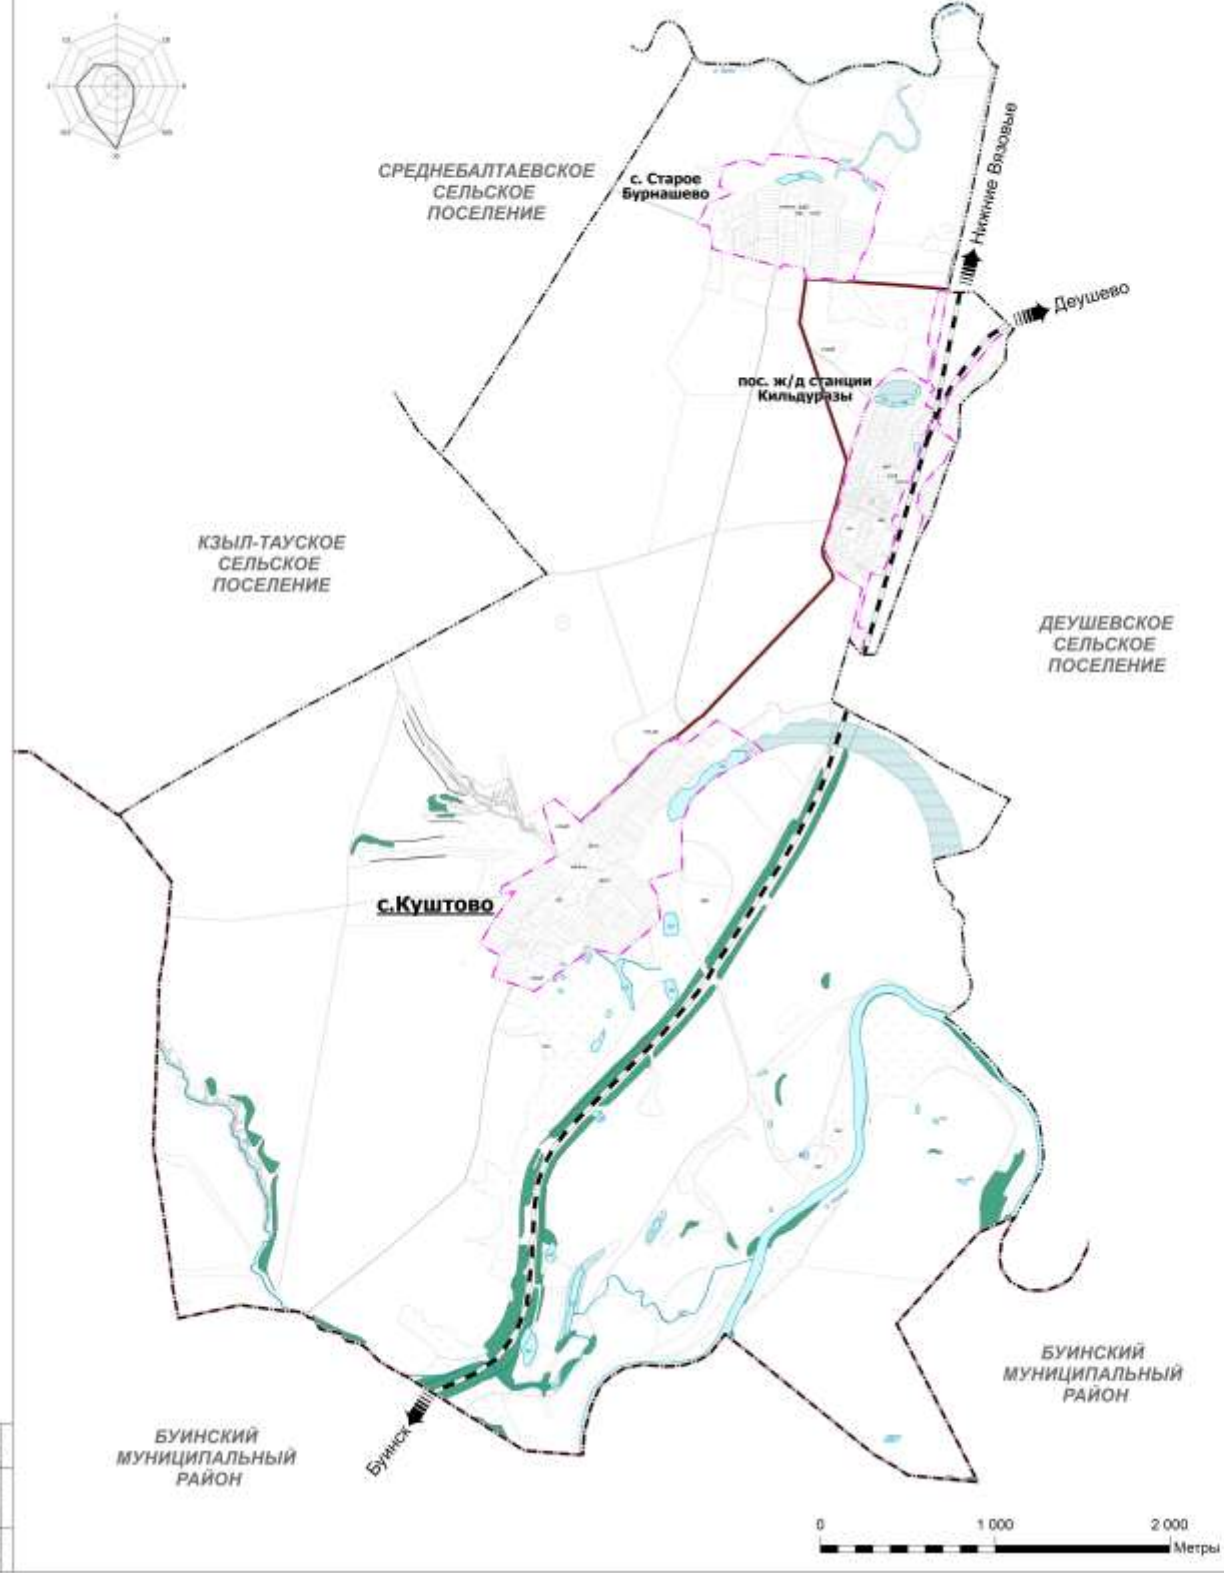 СРЕДНЕБАЛТАЕВСКОЕ
СЕЛЬСКОЕ
ПОСЕЛЕНИЕ
с. Старое
Бурнашево
Нижние Вязовые
Деушево
пос. ж/д станции
Кильдуразы
КЗЫЛ-ТАУСКОЕ
СЕЛЬСКОЕ
ПОСЕЛЕНИЕ
ДЕУШЕВСКОЕ
СЕЛЬСКОЕ
ПОСЕЛЕНИЕ
с.Куштово
БУИНСКИЙ
МУНИЦИПАЛЬНЫЙ
РАЙОН
БУИНСКИЙ
МУНИЦИПАЛЬНЫЙ
РАЙОН
Буинск
0 1 000 2 000
Метры